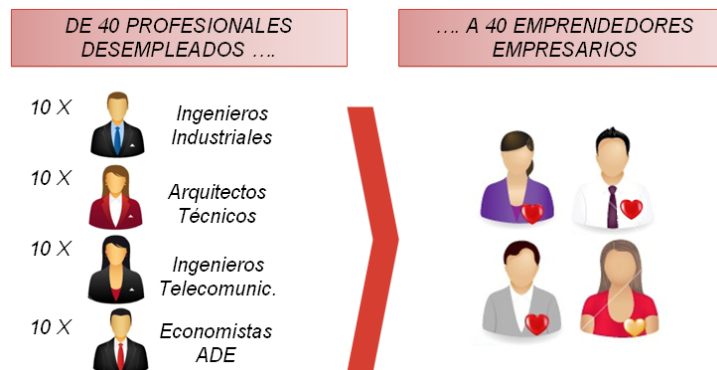 DE 40 PROFESIONALES
DESEMPLEADOS ….
…. A 40 EMPRENDEDORES
EMPRESARIOS
10 X
Ingenieros
Industriales
10 X
Arquitectos
Técnicos
10 X
Ingenieros
Telecomunic.
10 X
Economistas
ADE